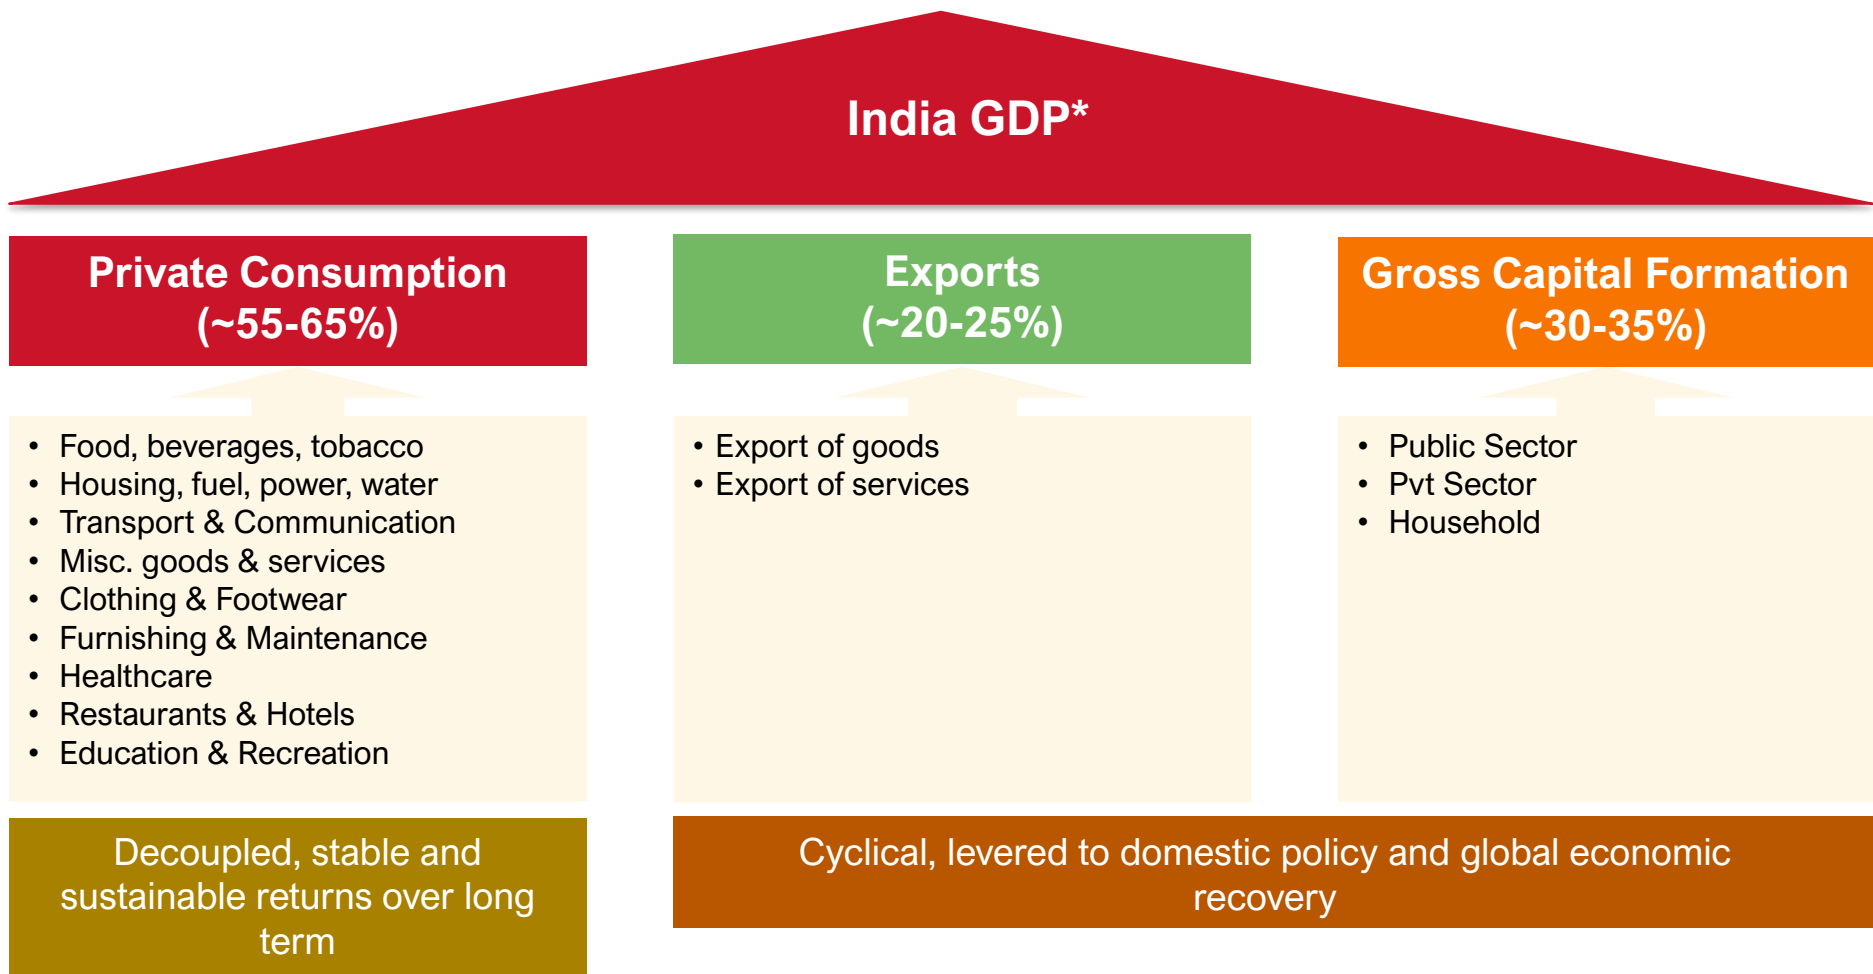 India GDP*
Private Consumption
(~55-65%)
• Food, beverages, tobacco
• Housing, fuel, power, water
• Transport & Communication
• Misc. goods & services
• Clothing & Footwear
• Furnishing & Maintenance
• Healthcare
• Restaurants & Hotels
• Education & Recreation
Decoupled, stable and
sustainable returns over long
term
Exports
(~20-25%)
• Export of goods
• Export of services
Gross Capital Formation
(~30-35%)
• Public Sector
• Pvt Sector
• Household
Cyclical, levered to domestic policy and global economic
recovery